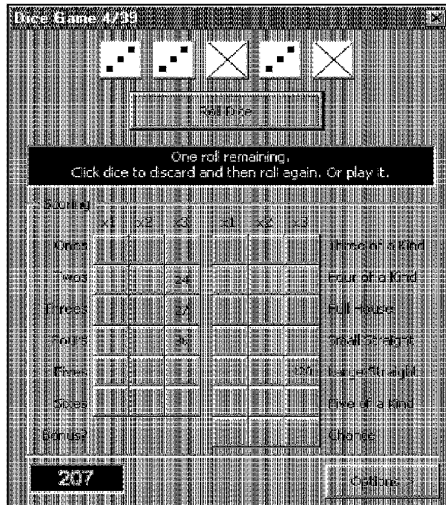 Dice Game 4/99
Roll Dice
One roll remaining.
Click dice to discard and then roll again. Or play it.
Scoring
x1 x2 x3 x1 x2 x3
Ones Three of a Kind
Twos 24 Four of a Kind
Threes 27 Full House
Fours 36 Small Straight
Fives 120 Large Straight
Sixes Five of a Kind
Bonus? Chance
207 Options >